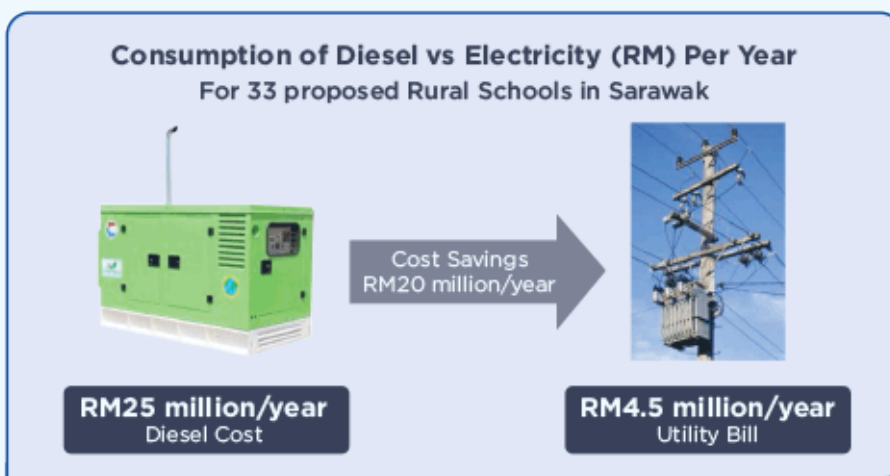 Consumption of Diesel vs Electricity (RM) Per Year
For 33 proposed Rural Schools in Sarawak
Cost Savings
RM20 million/year
RM25 million/year
Diesel Cost
RM4.5 million/year
Utility Bill